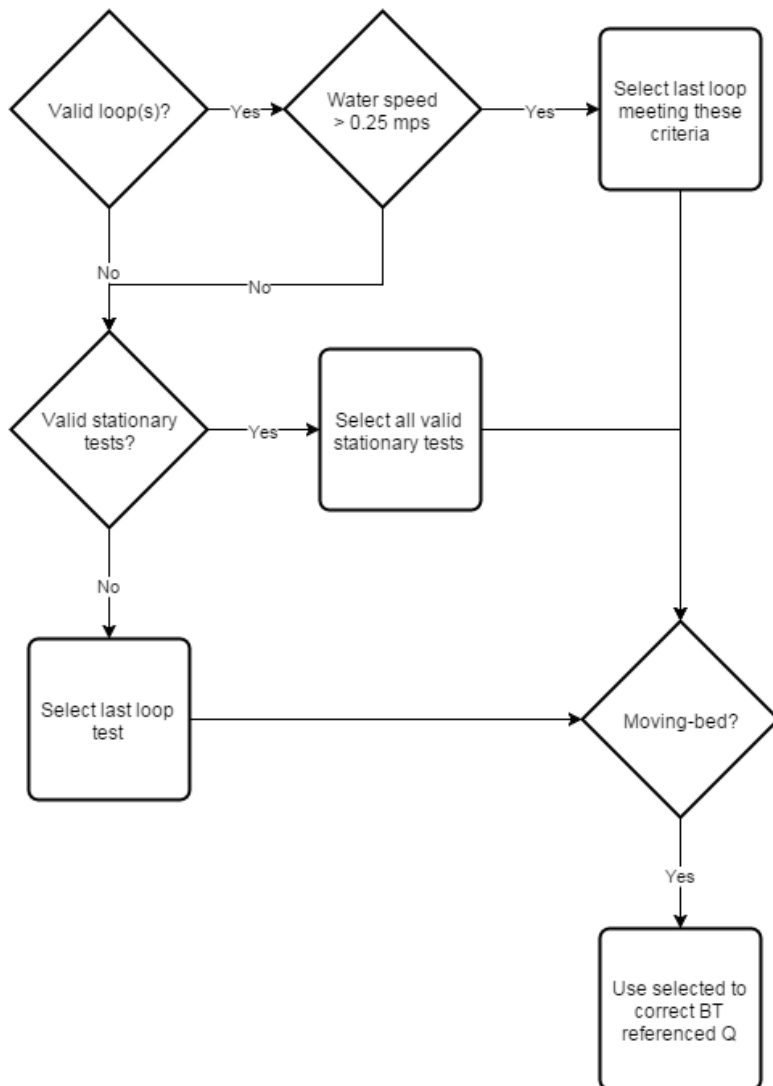 Valid loop(s)?
Yes
Water speed
> 0.25 mps
Yes
Select last loop
meeting these
criteria
No
No
Valid stationary
tests?
Yes
Select all valid
stationary tests
No
Select last loop
test
Moving-bed?
Yes
Use selected to
correct BT
referenced Q